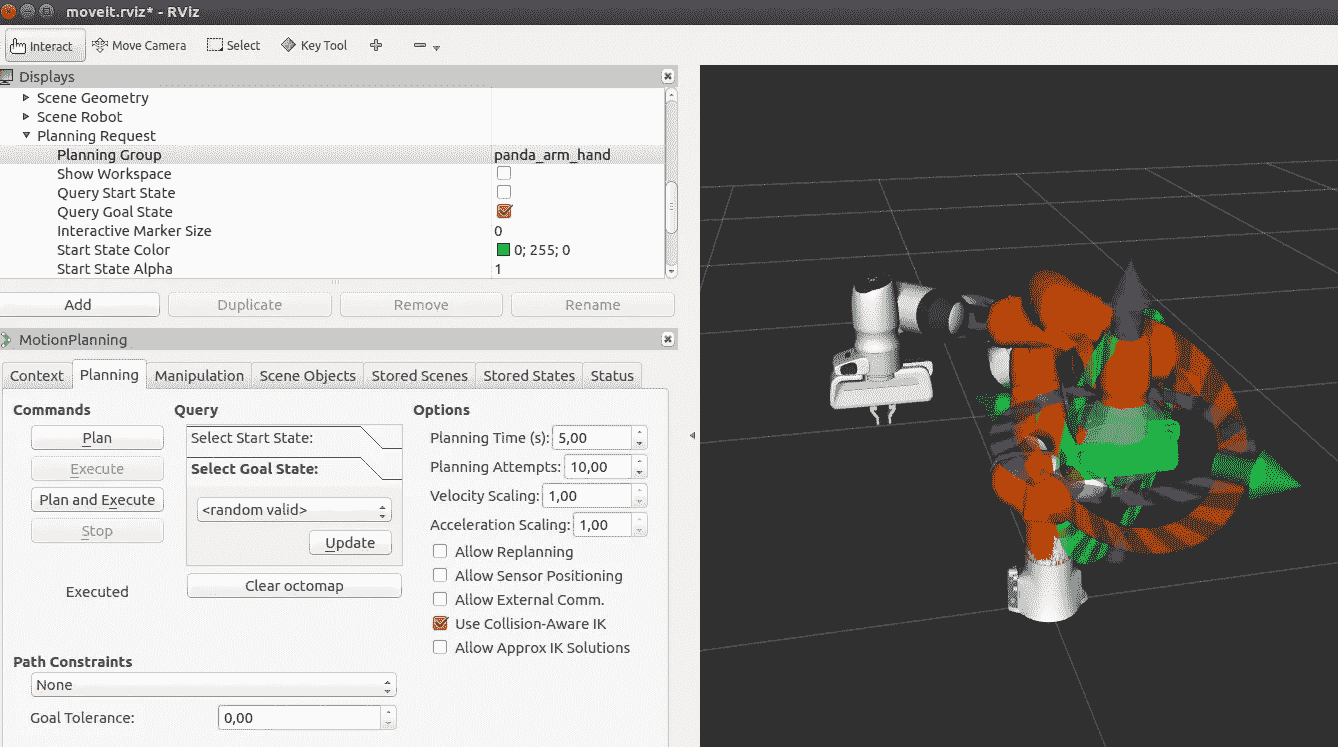 moveit.rviz* - RViz
Interact Move Camera Select Key Tool
Displays
Scene Geometry
Scene Robot
Planning Request
Planning Group panda_arm_hand
Show Workspace
Query Start State
Query Goal State
Interactive Marker Size 0
Start State Color 0; 255; 0
Start State Alpha 1
Add Duplicate Remove Rename
MotionPlanning
Context Planning Manipulation Scene Objects Stored Scenes Stored States Status
Commands
Plan
Execute
Plan and Execute
Stop
Executed
Query
Select Start State:
Select Goal State:
<random valid>
Update
Clear octomap
Options
Planning Time (s): 5,00
Planning Attempts: 10,00
Velocity Scaling: 1,00
Acceleration Scaling: 1,00
Allow Replanning
Allow Sensor Positioning
Allow External Comm.
Use Collision-Aware IK
Allow Approx IK Solutions
Path Constraints
None
Goal Tolerance: 0,00